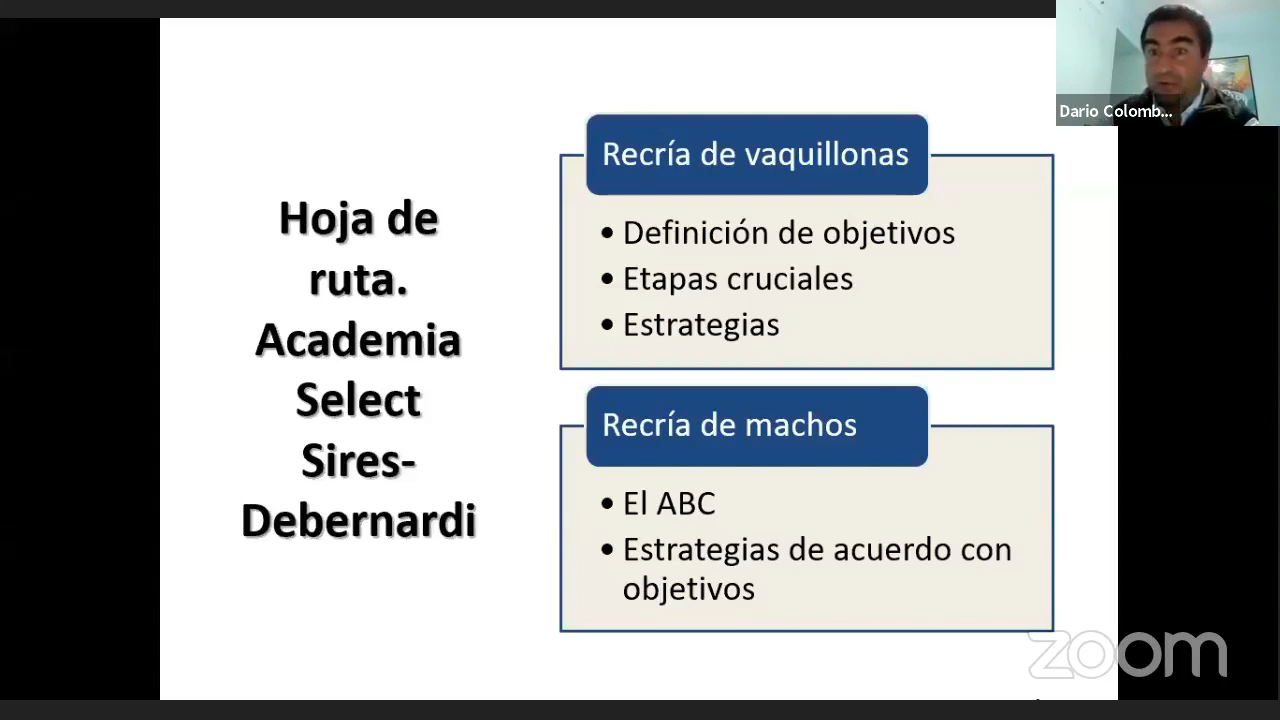 Dario Colomb...
Hoja de
ruta.
Academia
Select
Sires-
Debernardi
Recría de vaquillonas
• Definición de objetivos
• Etapas cruciales
• Estrategias
Recría de machos
• El ABC
• Estrategias de acuerdo con
objetivos
zoom